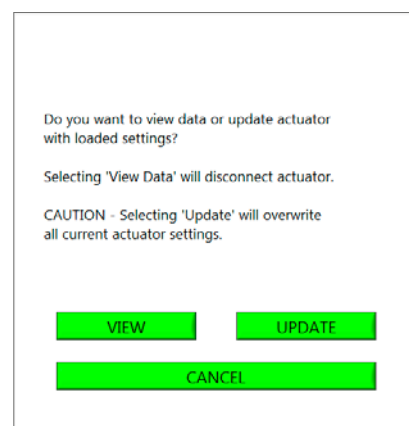 Do you want to view data or update actuator
with loaded settings?
Selecting 'View Data' will disconnect actuator.
CAUTION - Selecting 'Update' will overwrite
all current actuator settings.
VIEW
UPDATE
CANCEL